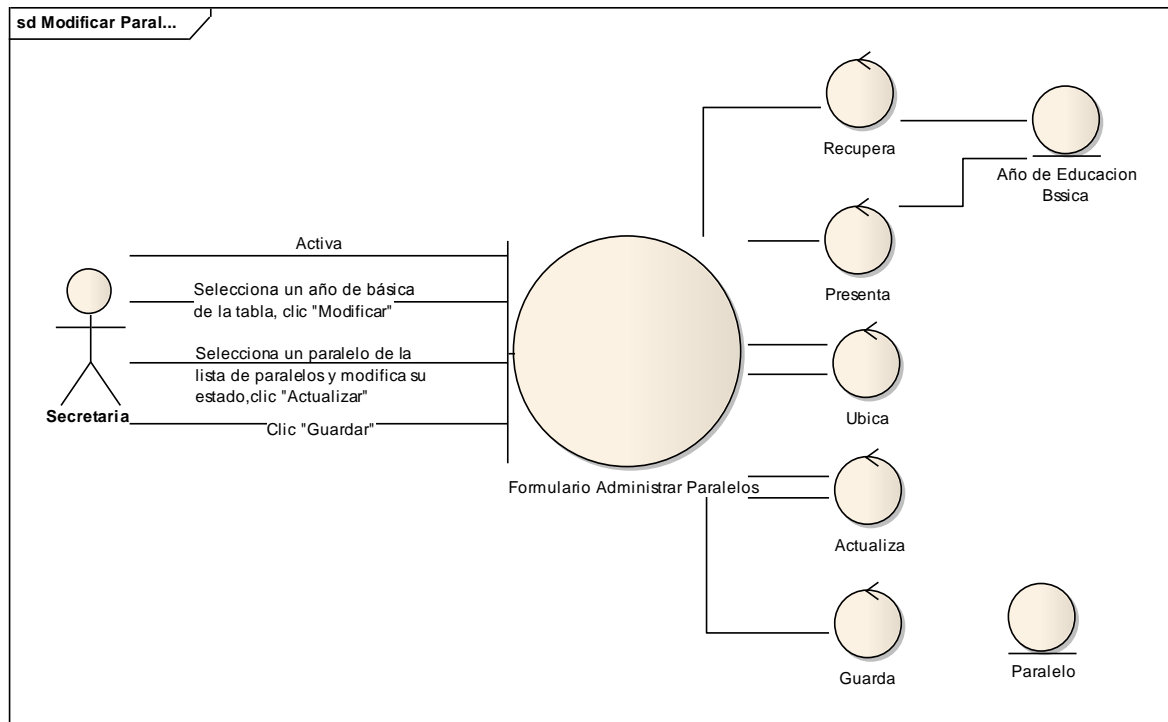 sd Modificar Paral...
Recupera
Año de Educacion
Bssica
Presenta
Activa
Selecciona un año de básica
de la tabla, clic "Modificar"
Selecciona un paralelo de la
lista de paralelos y modifica su
estado,clic "Actualizar"
Clic "Guardar"
Secretaria
Ubica
Formulario Administrar Paralelos
Actualiza
Guarda
Paralelo